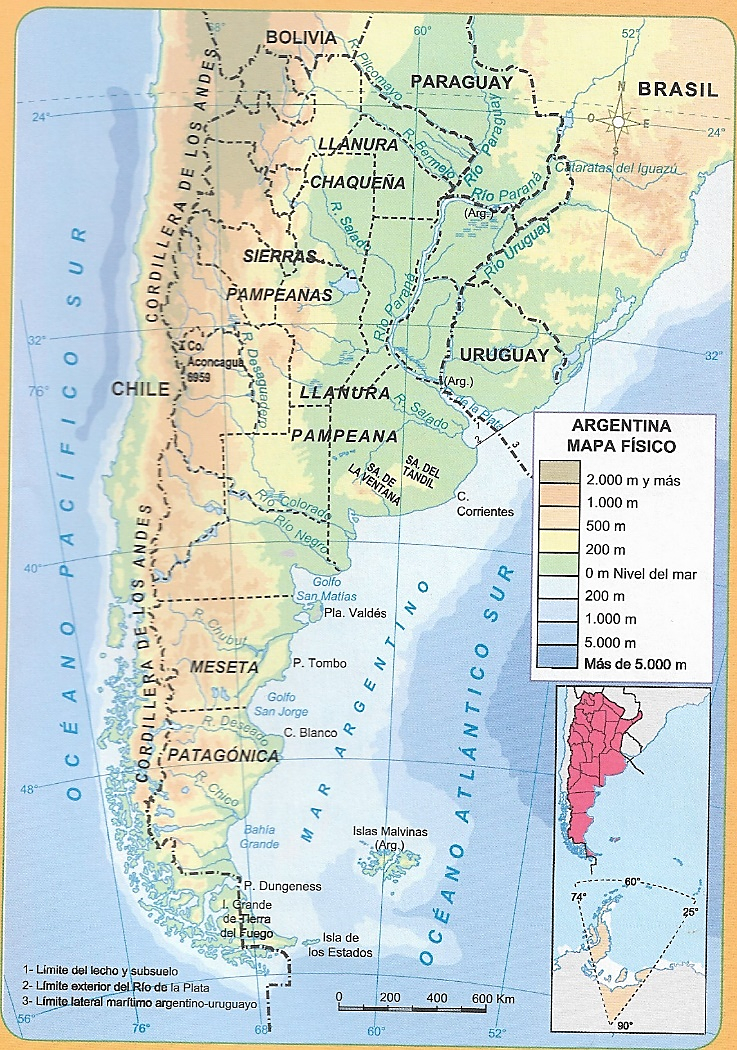 68°
60°
52°
BOLIVIA
R. Pilcomayo
PARAGUAY
BRASIL
N
O E
S
24°
24°
Río Paraguay
LLANURA
CHAQUEÑA
R. Bermejo
Cataratas del Iguazú
Río Paraná
(Arg.)
R. Salado
Río Uruguay
CORDILLERA DE LOS ANDES
SIERRAS
PAMPEANAS
Río Paraná
OCÉANO PACÍFICO SUR
32°
32°
Co.
Aconcagua
6959
R. Desaguadero
URUGUAY
76°
CHILE
(Arg.)
LLANURA
PAMPEANA
R. Salado
de la Plata
1
2
3
SA. DE
LA VENTANA
SA. DEL
TANDIL
C.
Corrientes
ARGENTINA
MAPA FÍSICO
2.000 m y más
1.000 m
500 m
200 m
0 m Nivel del mar
200 m
1.000 m
5.000 m
Más de 5.000 m
Río Colorado
Río Negro
CORDILLERA DE LOS ANDES
40°
Golfo
San Matías
Pla. Valdés
R. Chubut
MESETA
PATAGÓNICA
P. Tombo
Golfo
San Jorge
R. Deseado
C. Blanco
MAR ARGENTINO
OCÉANO ATLÁNTICO SUR
48°
R. Chico
Bahía
Grande
Islas Malvinas
(Arg.)
P. Dungeness
I. Grande
de Tierra
del Fuego
Isla de
los Estados
74°
60°
25°
90°
1- Límite del lecho y subsuelo
2- Límite exterior del Río de la Plata
3- Límite lateral marítimo argentino-uruguayo
0 200 400 600 Km
56°
76°
68°
60°
52°